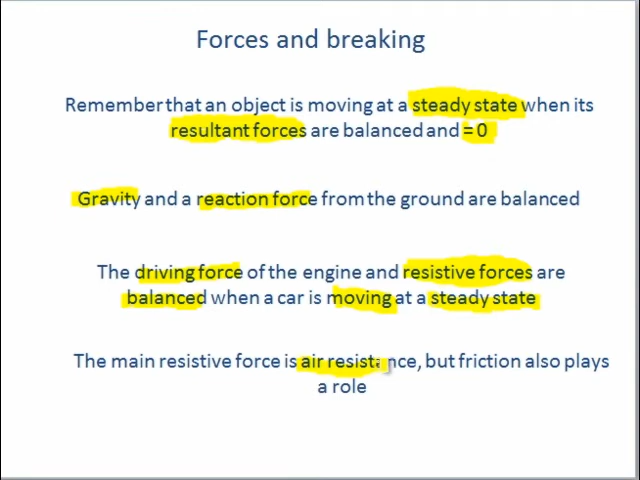 Forces and breaking
Remember that an object is moving at a steady state when its
resultant forces are balanced and = 0
Gravity and a reaction force from the ground are balanced
The driving force of the engine and resistive forces are
balanced when a car is moving at a steady state
The main resistive force is air resistance, but friction also plays
a role